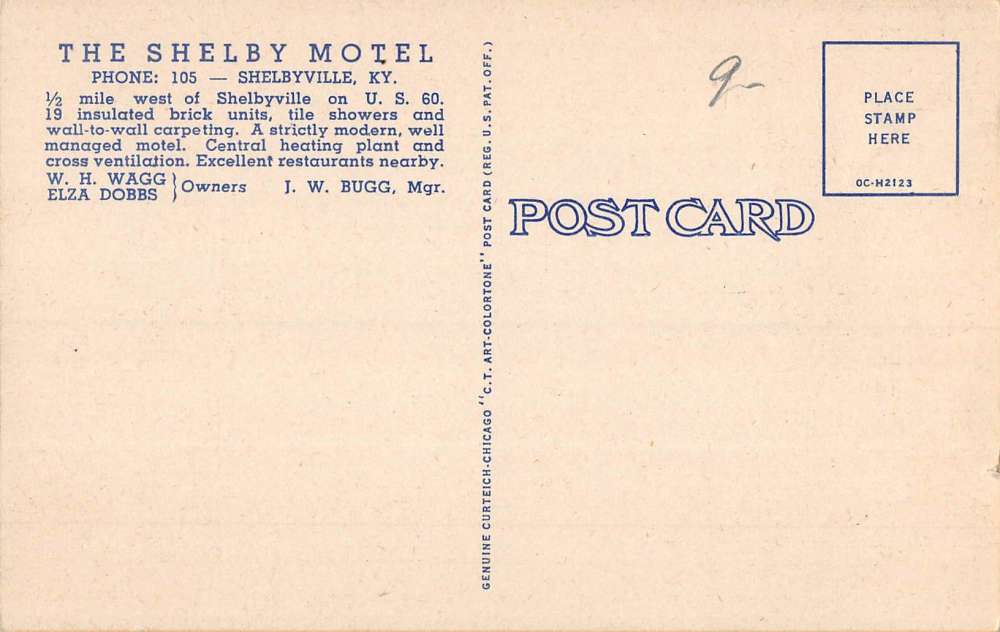 THE SHELBY MOTEL
PHONE: 105 — SHELBYVILLE, KY.
½ mile west of Shelbyville on U. S. 60.
19 insulated brick units, tile showers and
wall-to-wall carpeting. A strictly modern, well
managed motel. Central heating plant and
cross ventilation. Excellent restaurants nearby.
W. H. WAGG
ELZA DOBBS } Owners J. W. BUGG, Mgr.
GENUINE CURTEICH-CHICAGO "C.T. ART-COLORTONE" POST CARD (REG. U.S. PAT. OFF.)
9-
PLACE
STAMP
HERE
OC-H2123
POST CARD